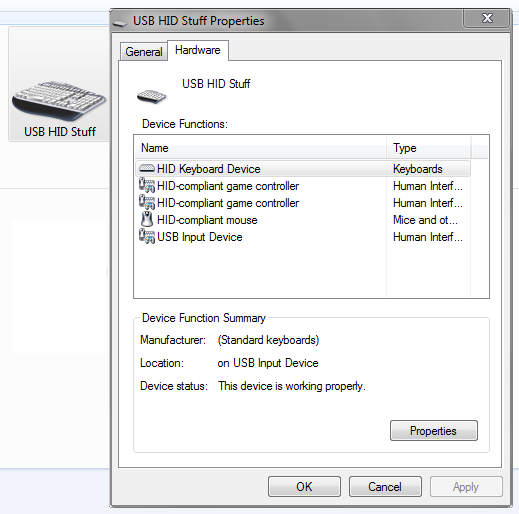 USB HID Stuff Properties
USB HID Stuff
General Hardware
USB HID Stuff
Device Functions:
Name Type
HID Keyboard Device Keyboards
HID-compliant game controller Human Interf...
HID-compliant game controller Human Interf...
HID-compliant mouse Mice and ot...
USB Input Device Human Interf...
Device Function Summary
Manufacturer: (Standard keyboards)
Location: on USB Input Device
Device status: This device is working properly.
Properties
OK Cancel Apply